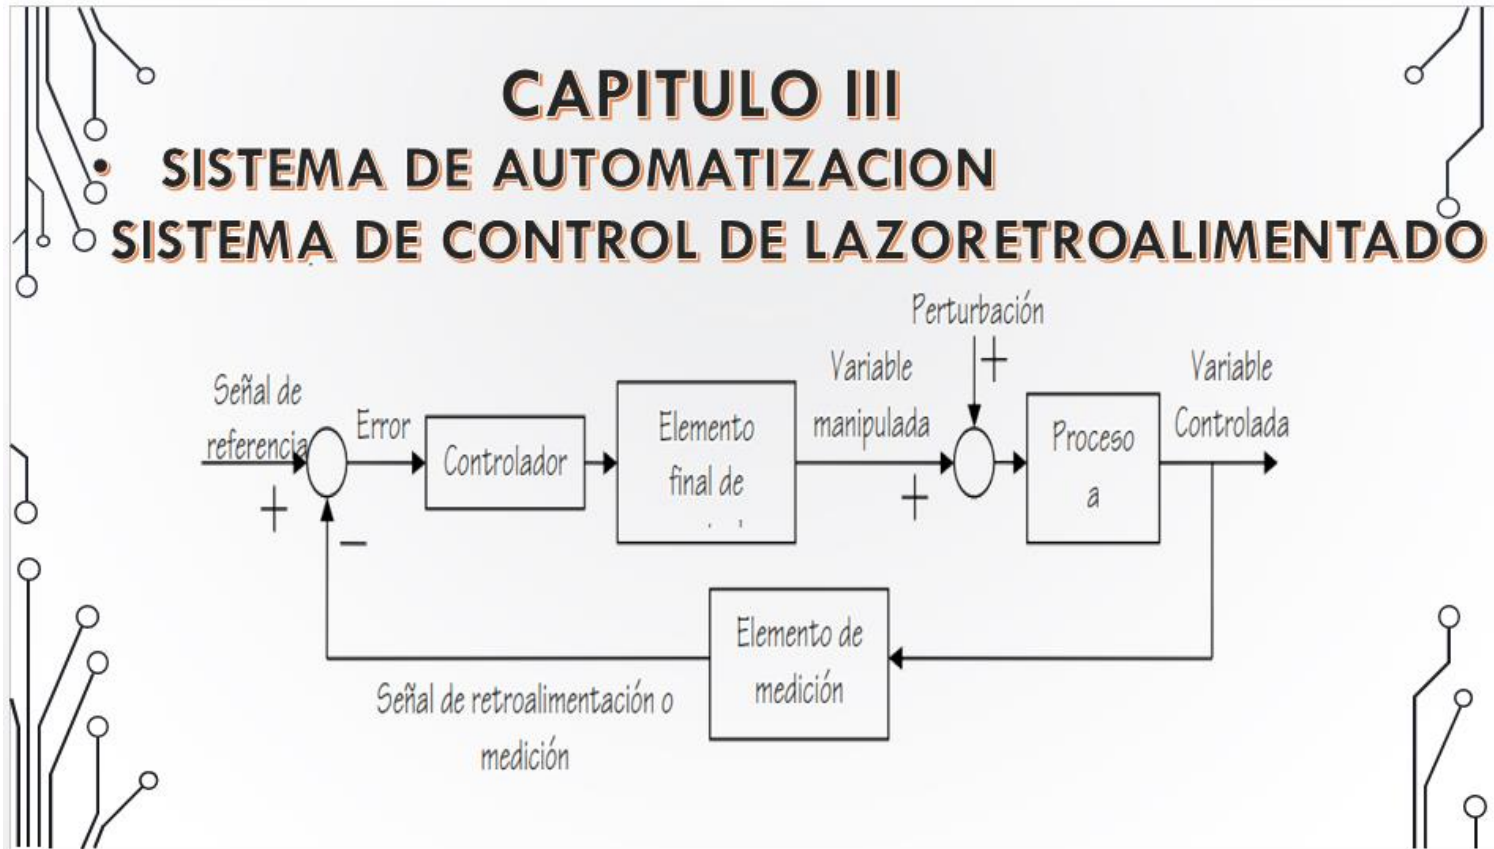 CAPITULO III
• SISTEMA DE AUTOMATIZACION
SISTEMA DE CONTROL DE LAZORETROALIMENTADO
Perturbación
+
Señal de
referencia
+
−
Error
Controlador
Elemento
final de
Variable
manipulada
+
Proceso
a
Variable
Controlada
Elemento de
medición
Señal de retroalimentación o
medición